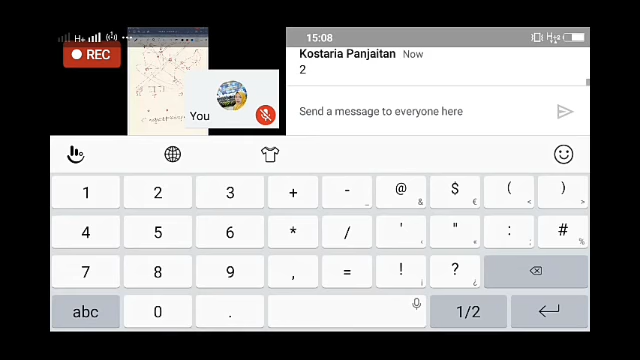 H+
REC
15:08
Kostaria Panjaitan Now
2
You
Send a message to everyone here
1 2 3 + - _ @ & $ € ( < ) >
4 5 6 * / ' " : ; # %
7 8 9 , = ! ¡ ? ¿
abc 0 . 1/2